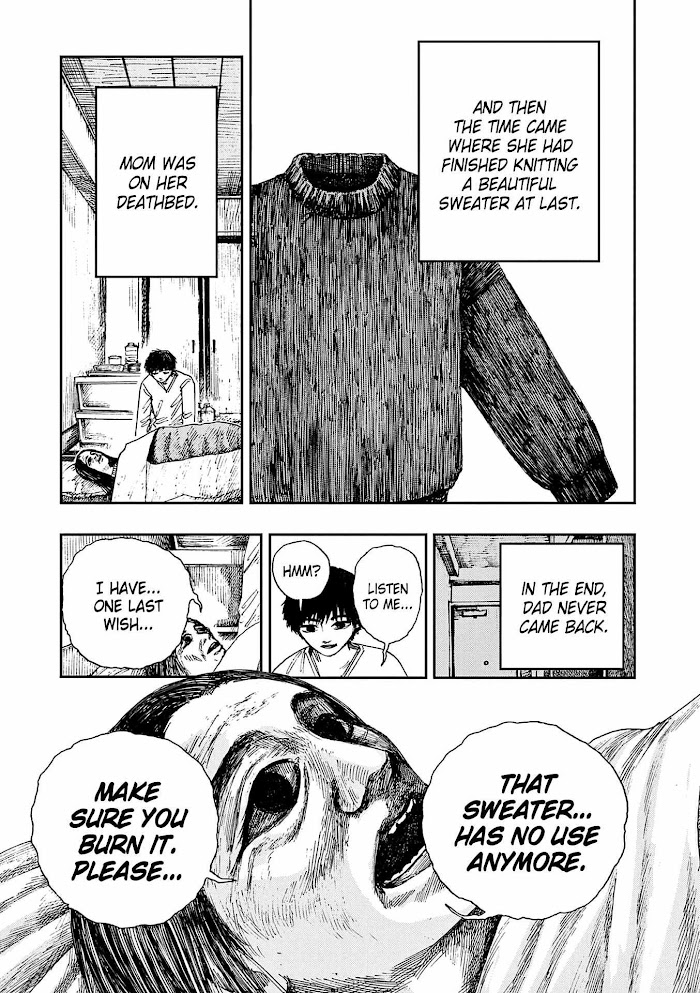 AND THEN
THE TIME CAME
WHERE SHE HAD
FINISHED KNITTING
A BEAUTIFUL
SWEATER AT LAST.
MOM WAS
ON HER
DEATHBED.
IN THE END,
DAD NEVER
CAME BACK.
LISTEN
TO ME...
HMM?
I HAVE...
ONE LAST
WISH...
THAT
SWEATER...
HAS NO USE
ANYMORE.
MAKE
SURE YOU
BURN IT.
PLEASE...